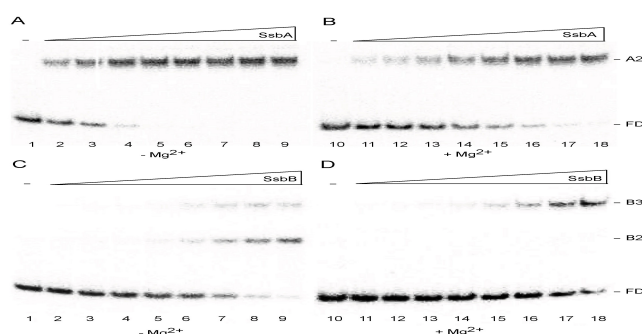 A
B
– SsbA
– SsbA
– A2
– FD
1 2 3 4 5 6 7 8 9
10 11 12 13 14 15 16 17 18
- Mg2+
+ Mg2+
C
D
– SsbB
– SsbB
– B3
– B2
– FD
1 2 3 4 5 6 7 8 9
10 11 12 13 14 15 16 17 18
- Mg2+
+ Mg2+